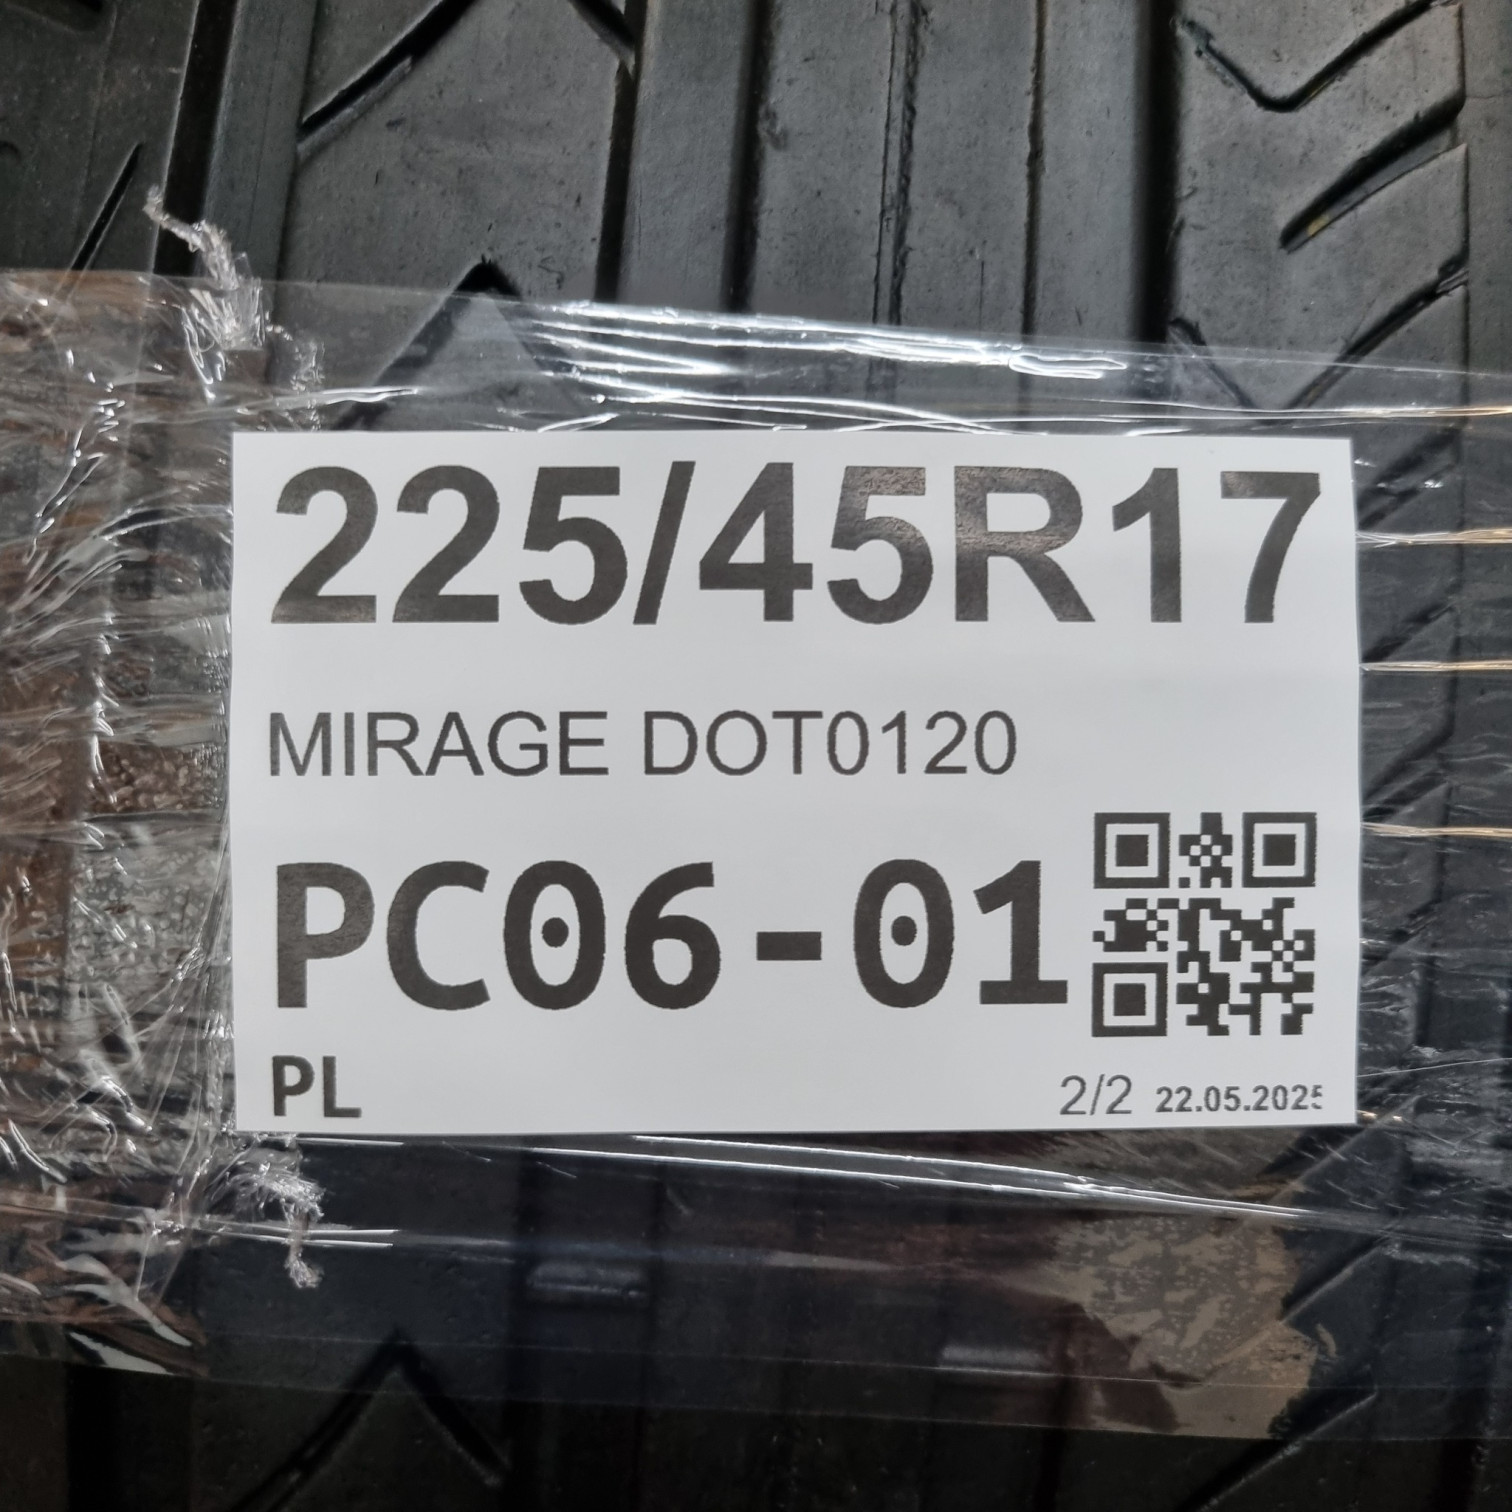 225/45R17
MIRAGE DOT0120
PC06-01
PL
2/2 22.05.2025